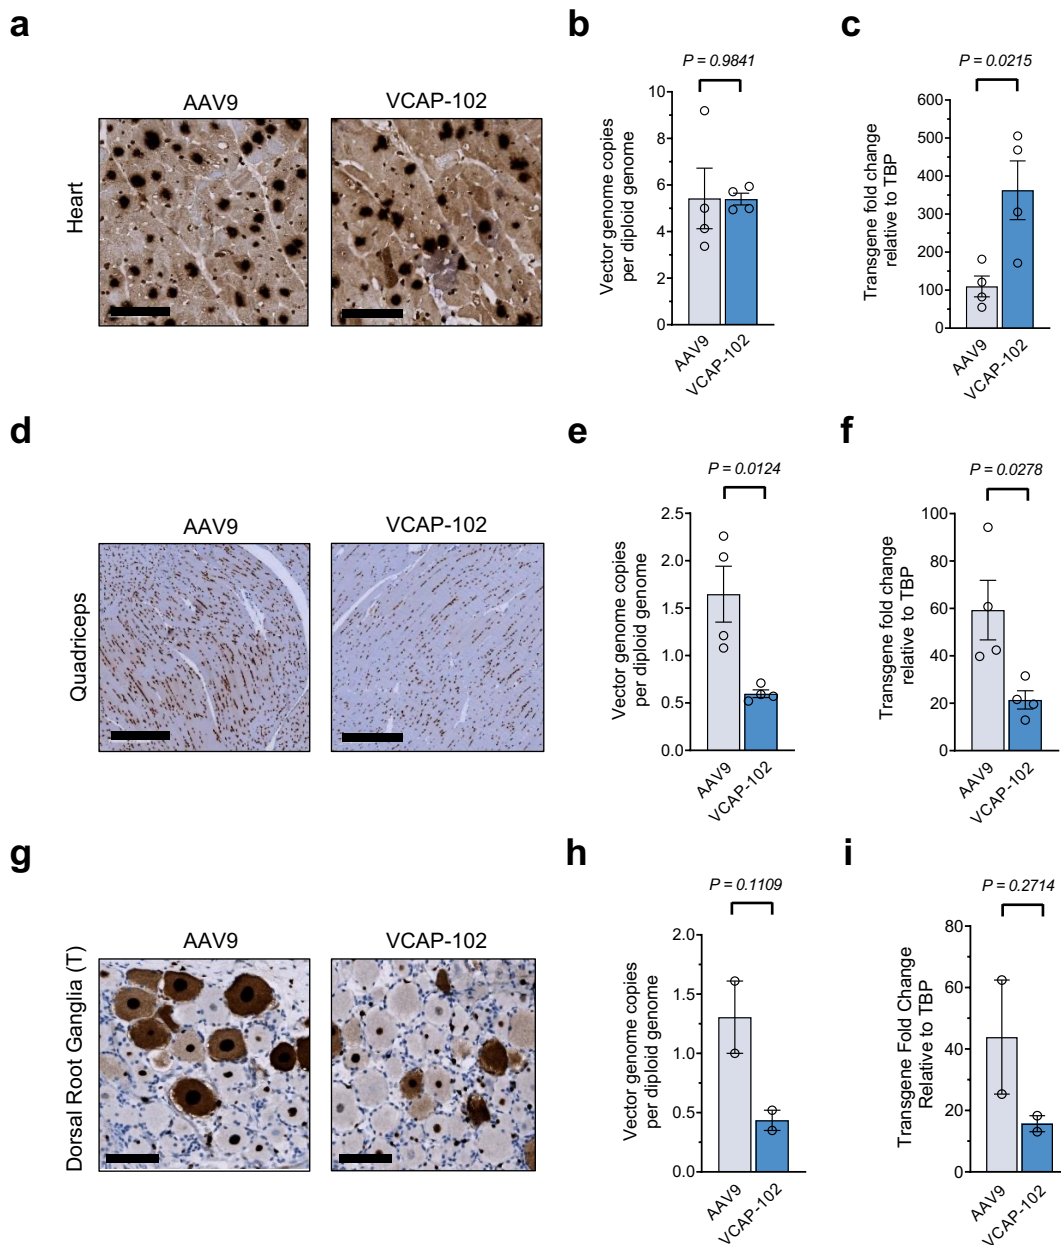 a
AAV9
VCAP-102
Heart
b
P = 0.9841
Vector genome copies
per diploid genome
10
8
6
4
2
0
AAV9
VCAP-102
c
P = 0.0215
Transgene fold change
relative to TBP
600
500
400
300
200
100
0
AAV9
VCAP-102
d
AAV9
VCAP-102
Quadriceps
e
P = 0.0124
Vector genome copies
per diploid genome
2.5
2.0
1.5
1.0
0.5
0.0
AAV9
VCAP-102
f
P = 0.0278
Transgene fold change
relative to TBP
100
80
60
40
20
0
AAV9
VCAP-102
g
AAV9
VCAP-102
Dorsal Root Ganglia (T)
h
P = 0.1109
Vector genome copies
per diploid genome
2.0
1.5
1.0
0.5
0.0
AAV9
VCAP-102
i
P = 0.2714
Transgene Fold Change
Relative to TBP
80
60
40
20
0
AAV9
VCAP-102